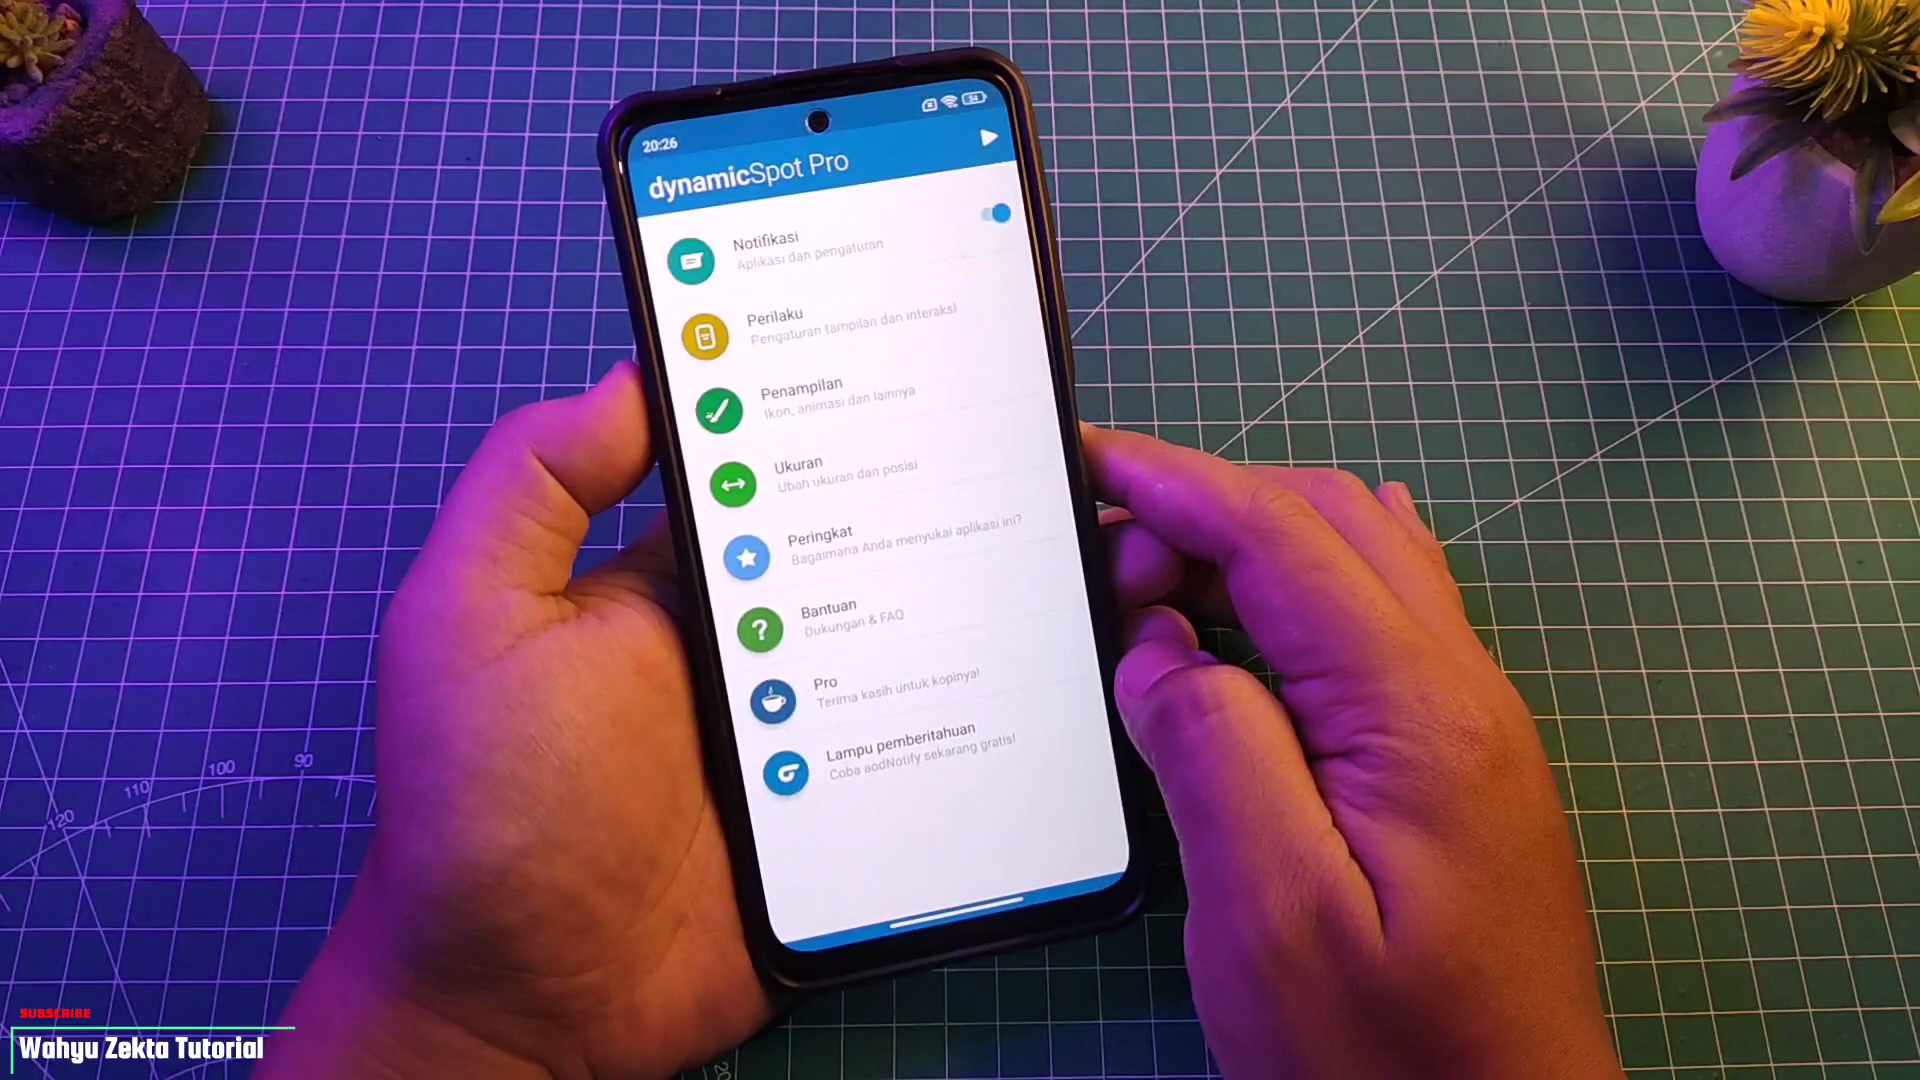 20:26
54
dynamicSpot Pro
Notifikasi
Aplikasi dan pengaturan
Perilaku
Pengaturan tampilan dan interaksi
Penampilan
Ikon, animasi dan lainnya
Ukuran
Ubah ukuran dan posisi
Peringkat
Bagaimana Anda menyukai aplikasi ini?
Bantuan
Dukungan & FAQ
Pro
Terima kasih untuk kopinya!
Lampu pemberitahuan
Coba aodNotify sekarang gratis!
120
110
100
90
SUBSCRIBE
Wahyu Zekta Tutorial